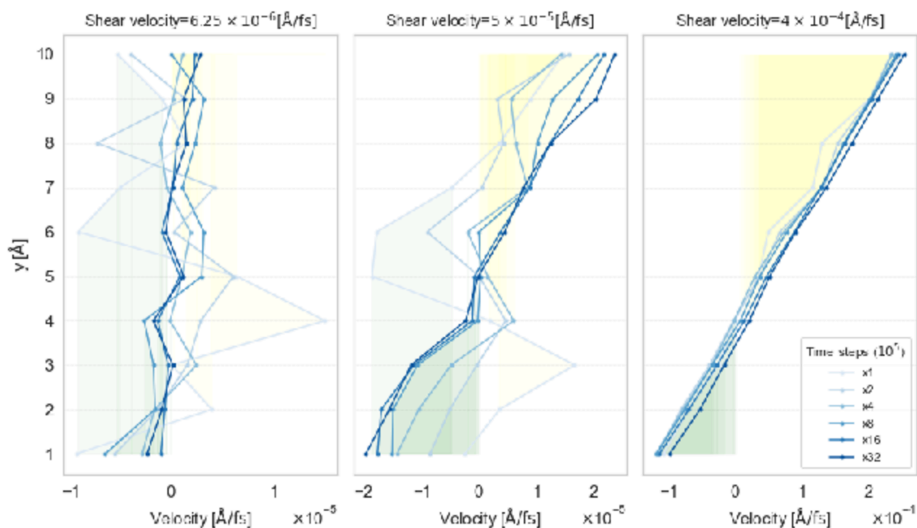 Shear velocity=6.25 × 10⁻⁶[Å/fs]
Shear velocity=5 × 10⁻⁵[Å/fs]
Shear velocity=4 × 10⁻⁴[Å/fs]
y [Å]
10
9
8
7
6
5
4
3
2
1
−1
0
1
Velocity [Å/fs]
×10⁻⁵
−2
−1
0
1
2
Velocity [Å/fs]
×10⁻⁵
−1
0
1
2
Velocity [Å/fs]
×10⁻⁴
Time steps (10⁵)
x1
x2
x4
x8
x16
x32